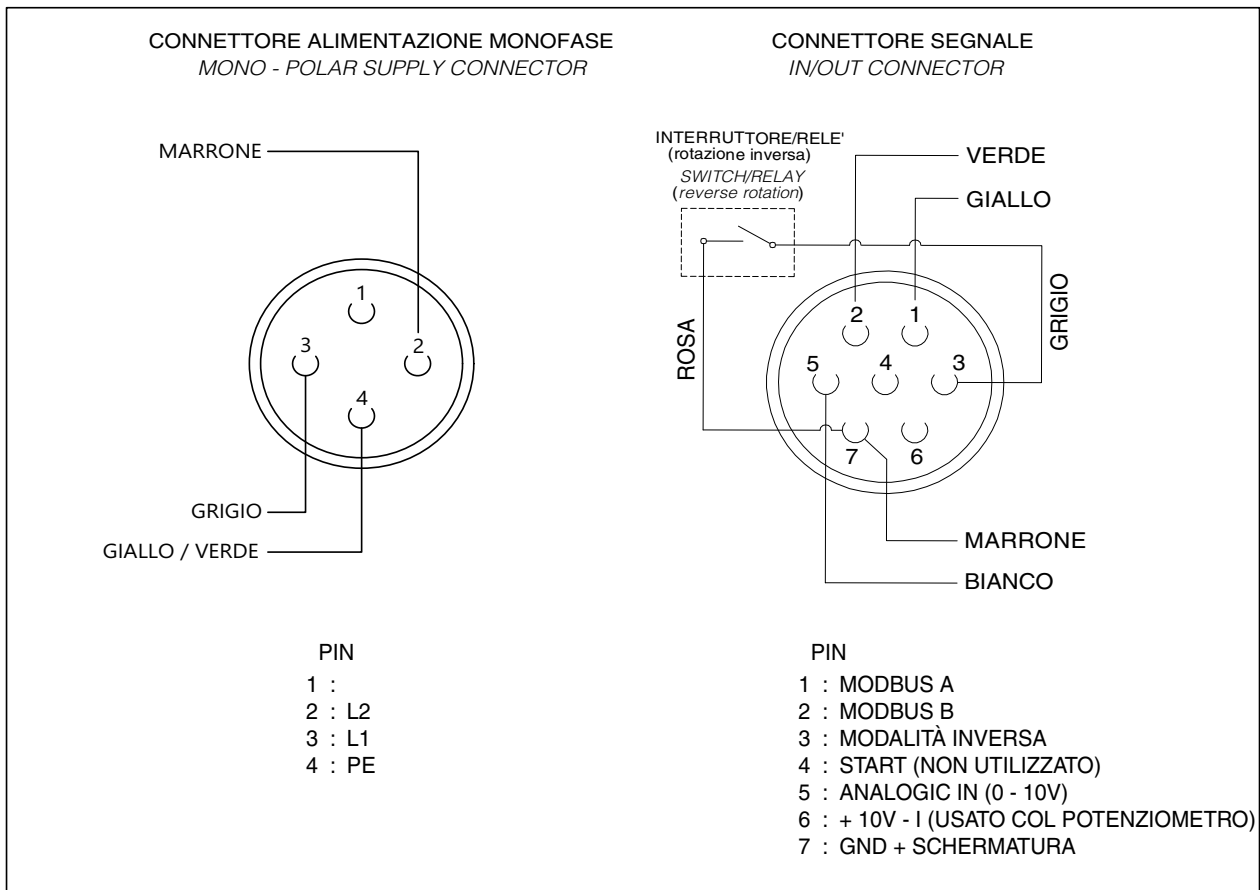 CONNETTORE ALIMENTAZIONE MONOFASE
MONO - POLAR SUPPLY CONNECTOR
MARRONE
1
3
2
4
GRIGIO
GIALLO / VERDE
PIN
1 :
2 : L2
3 : L1
4 : PE
CONNETTORE SEGNALE
IN/OUT CONNECTOR
INTERRUTTORE/RELE'
(rotazione inversa)
SWITCH/RELAY
(reverse rotation)
VERDE
GIALLO
ROSA
GRIGIO
2 1
5 4 3
7 6
MARRONE
BIANCO
PIN
1 : MODBUS A
2 : MODBUS B
3 : MODALITÀ INVERSA
4 : START (NON UTILIZZATO)
5 : ANALOGIC IN (0 - 10V)
6 : + 10V - I (USATO COL POTENZIOMETRO)
7 : GND + SCHERMATURA